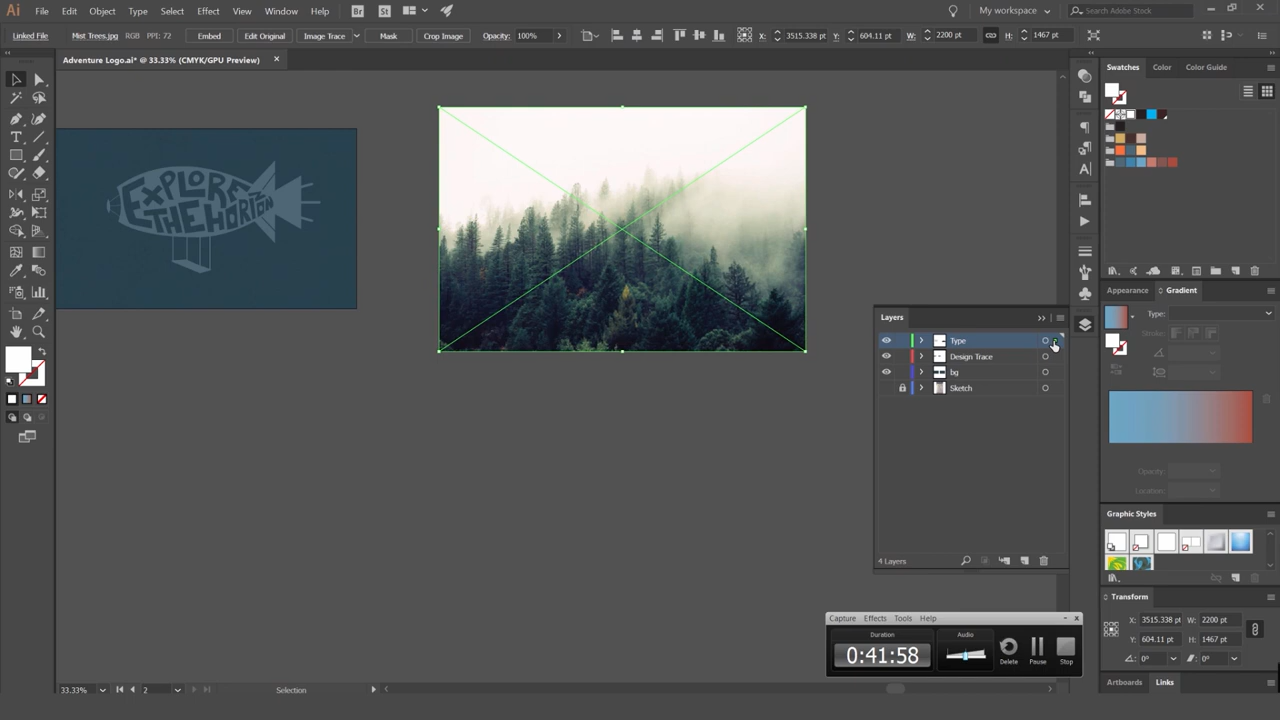 Ai File Edit Object Type Select Effect View Window Help Br St My workspace Search Adobe Stock
Linked File Mist Trees.jpg RGB PPI: 72 Embed Edit Original Image Trace Mask Crop Image Opacity: 100% X: 3515.338 pt Y: 604.11 pt W: 2200 pt H: 1467 pt
Adventure Logo.ai* @ 33.33% (CMYK/GPU Preview)
Swatches Color Color Guide
EXPLORE
THE HORIZON
Appearance Gradient
Type:
Stroke:
Layers
Type
Design Trace
bg
Sketch
Opacity:
Location:
Graphic Styles
4 Layers
Transform
X: 3515.338 pt W: 2200 pt
Y: 604.11 pt H: 1467 pt
0° 0°
Capture Effects Tools Help
Duration Audio
0:41:58
Delete Pause Stop
33.33% 2 Selection
Artboards Links